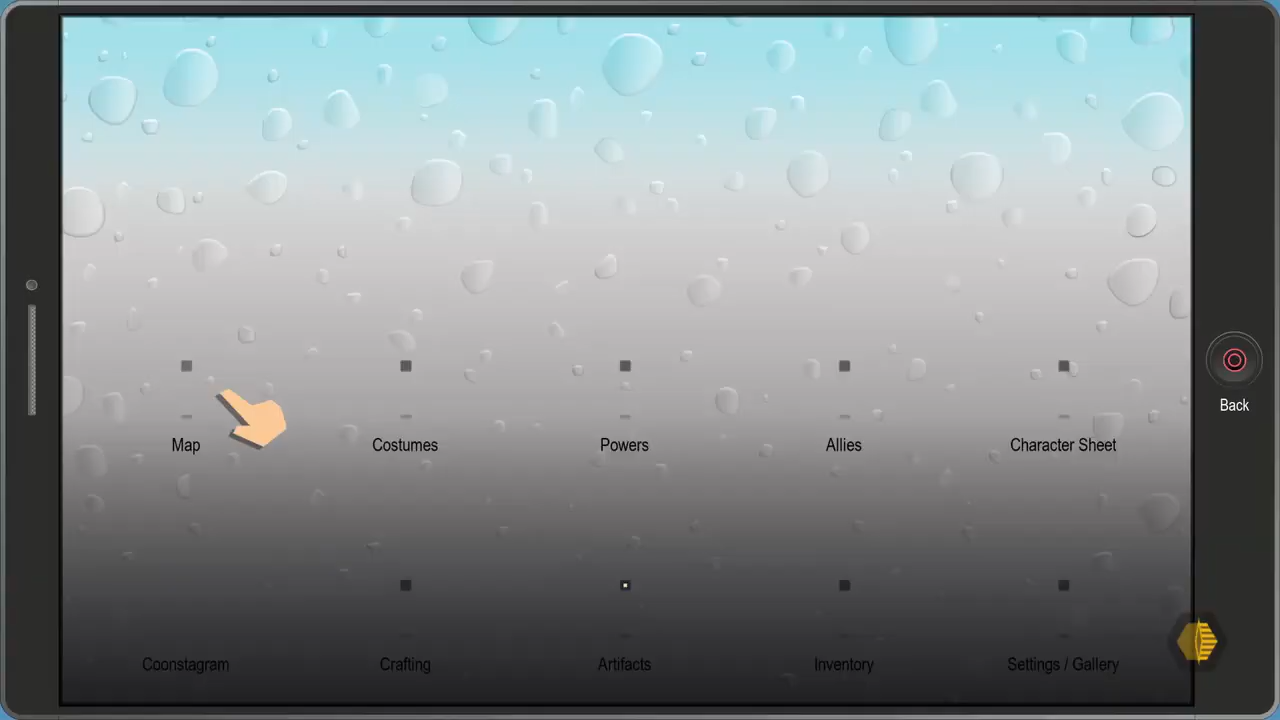 Back
Map
Costumes
Powers
Allies
Character Sheet
Coonstagram
Crafting
Artifacts
Inventory
Settings / Gallery